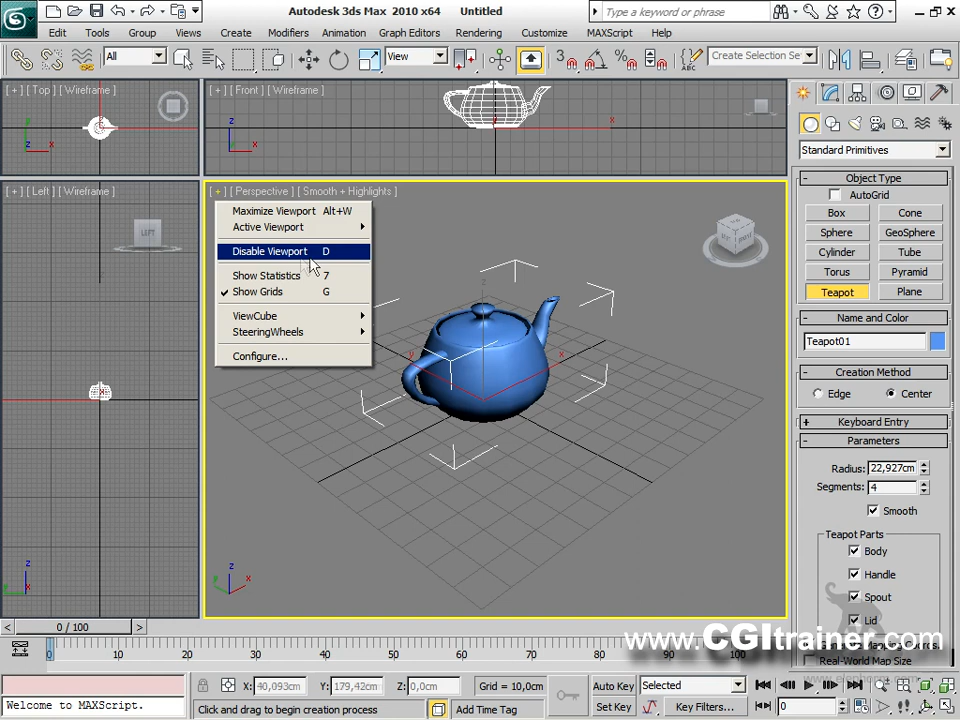 Autodesk 3ds Max 2010 x64 Untitled
Type a keyword or phrase
Edit Tools Group Views Create Modifiers Animation Graph Editors Rendering Customize MAXScript Help
All View 3 Create Selection Se
[ + ] [ Top ] [ Wireframe ]
[ + ] [ Front ] [ Wireframe ]
Standard Primitives
Object Type
AutoGrid
[ + ] [ Left ] [ Wireframe ]
[ + ] [ Perspective ] [ Smooth + Highlights ]
Maximize Viewport Alt+W
Active Viewport
Disable Viewport D
Show Statistics 7
Show Grids G
ViewCube
SteeringWheels
Configure...
LEFT
Box Cone
Sphere GeoSphere
Cylinder Tube
Torus Pyramid
Teapot Plane
Name and Color
Teapot01
Creation Method
Edge Center
Keyboard Entry
Parameters
Radius: 22,927cm
Segments: 4
Smooth
Teapot Parts
Body
Handle
Spout
Lid
Real-World Map Size
www.CGItrainer.com
0 / 100
0 10 20 30 40 50 60 70 80 90 100
X: 40,093cm Y: 179,42cm Z: 0,0cm Grid = 10,0cm
Auto Key Selected
Welcome to MAXScript.
Click and drag to begin creation process
Add Time Tag
Set Key Key Filters... 0